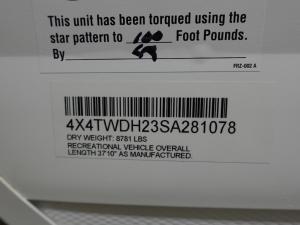 This unit has been torqued using the
star pattern to 100 Foot Pounds.
By
FRZ-002 A
4X4TWDH23SA281078
DRY WEIGHT: 8781 LBS
RECREATIONAL VEHICLE OVERALL
LENGTH 37'10" AS MANUFACTURED.